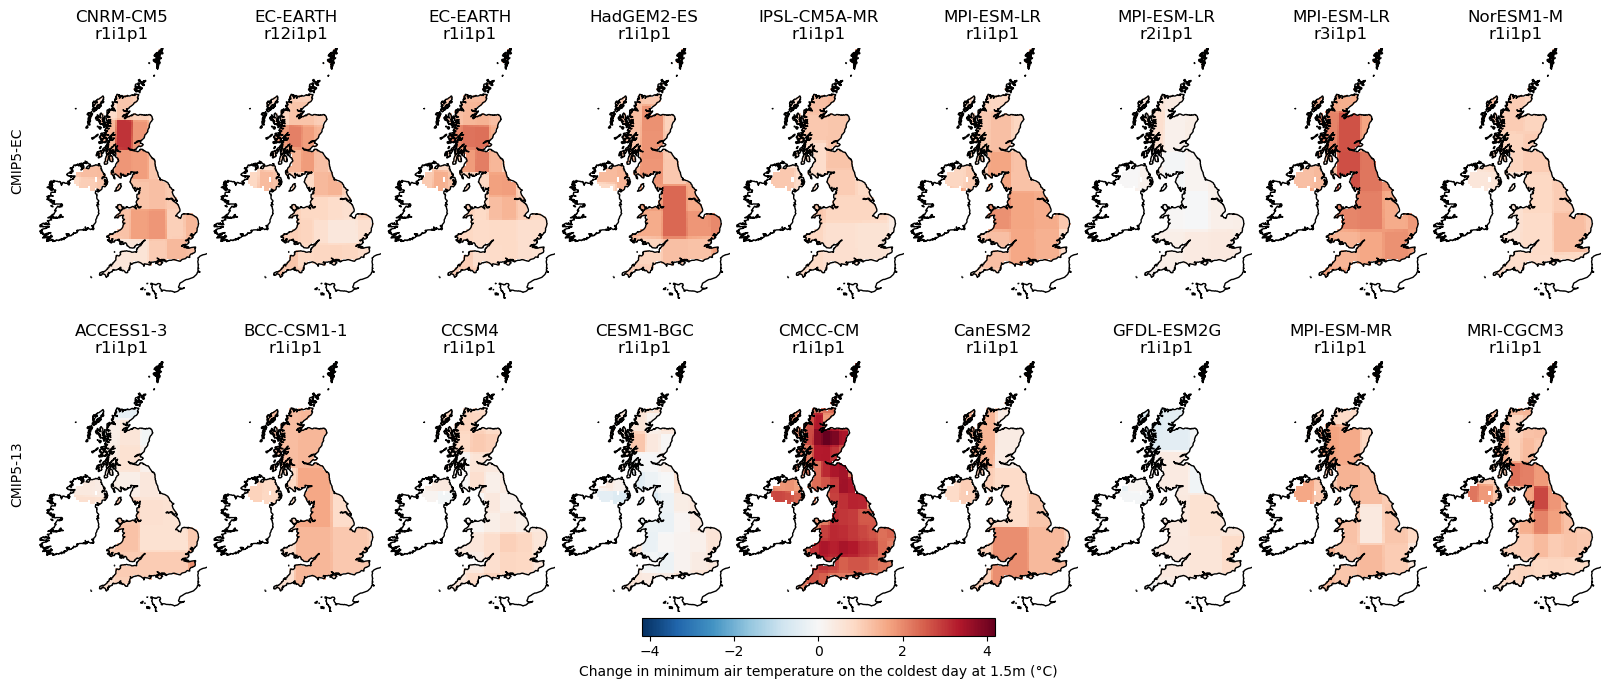 CNRM-CM5
r1i1p1
EC-EARTH
r12i1p1
EC-EARTH
r1i1p1
HadGEM2-ES
r1i1p1
IPSL-CM5A-MR
r1i1p1
MPI-ESM-LR
r1i1p1
MPI-ESM-LR
r2i1p1
MPI-ESM-LR
r3i1p1
NorESM1-M
r1i1p1
CMIP5-EC
ACCESS1-3
r1i1p1
BCC-CSM1-1
r1i1p1
CCSM4
r1i1p1
CESM1-BGC
r1i1p1
CMCC-CM
r1i1p1
CanESM2
r1i1p1
GFDL-ESM2G
r1i1p1
MPI-ESM-MR
r1i1p1
MRI-CGCM3
r1i1p1
CMIP5-13
−4 −2 0 2 4
Change in minimum air temperature on the coldest day at 1.5m (°C)